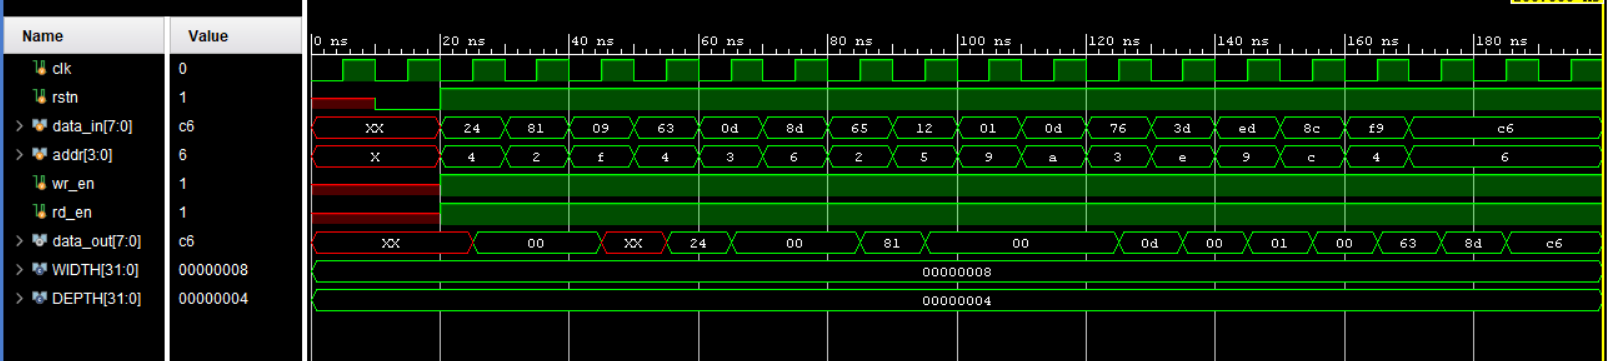 Name Value
0 ns 20 ns 40 ns 60 ns 80 ns 100 ns 120 ns 140 ns 160 ns 180 ns
clk 0
rstn 1
data_in[7:0] c6 XX 24 81 09 63 0d 8d 65 12 01 0d 76 3d ed 8c f9 c6
addr[3:0] 6 X 4 2 f 4 3 6 2 5 9 a 3 e 9 c 4 6
wr_en 1
rd_en 1
data_out[7:0] c6 XX 00 XX 24 00 81 00 0d 00 01 00 63 8d c6
WIDTH[31:0] 00000008 00000008
DEPTH[31:0] 00000004 00000004